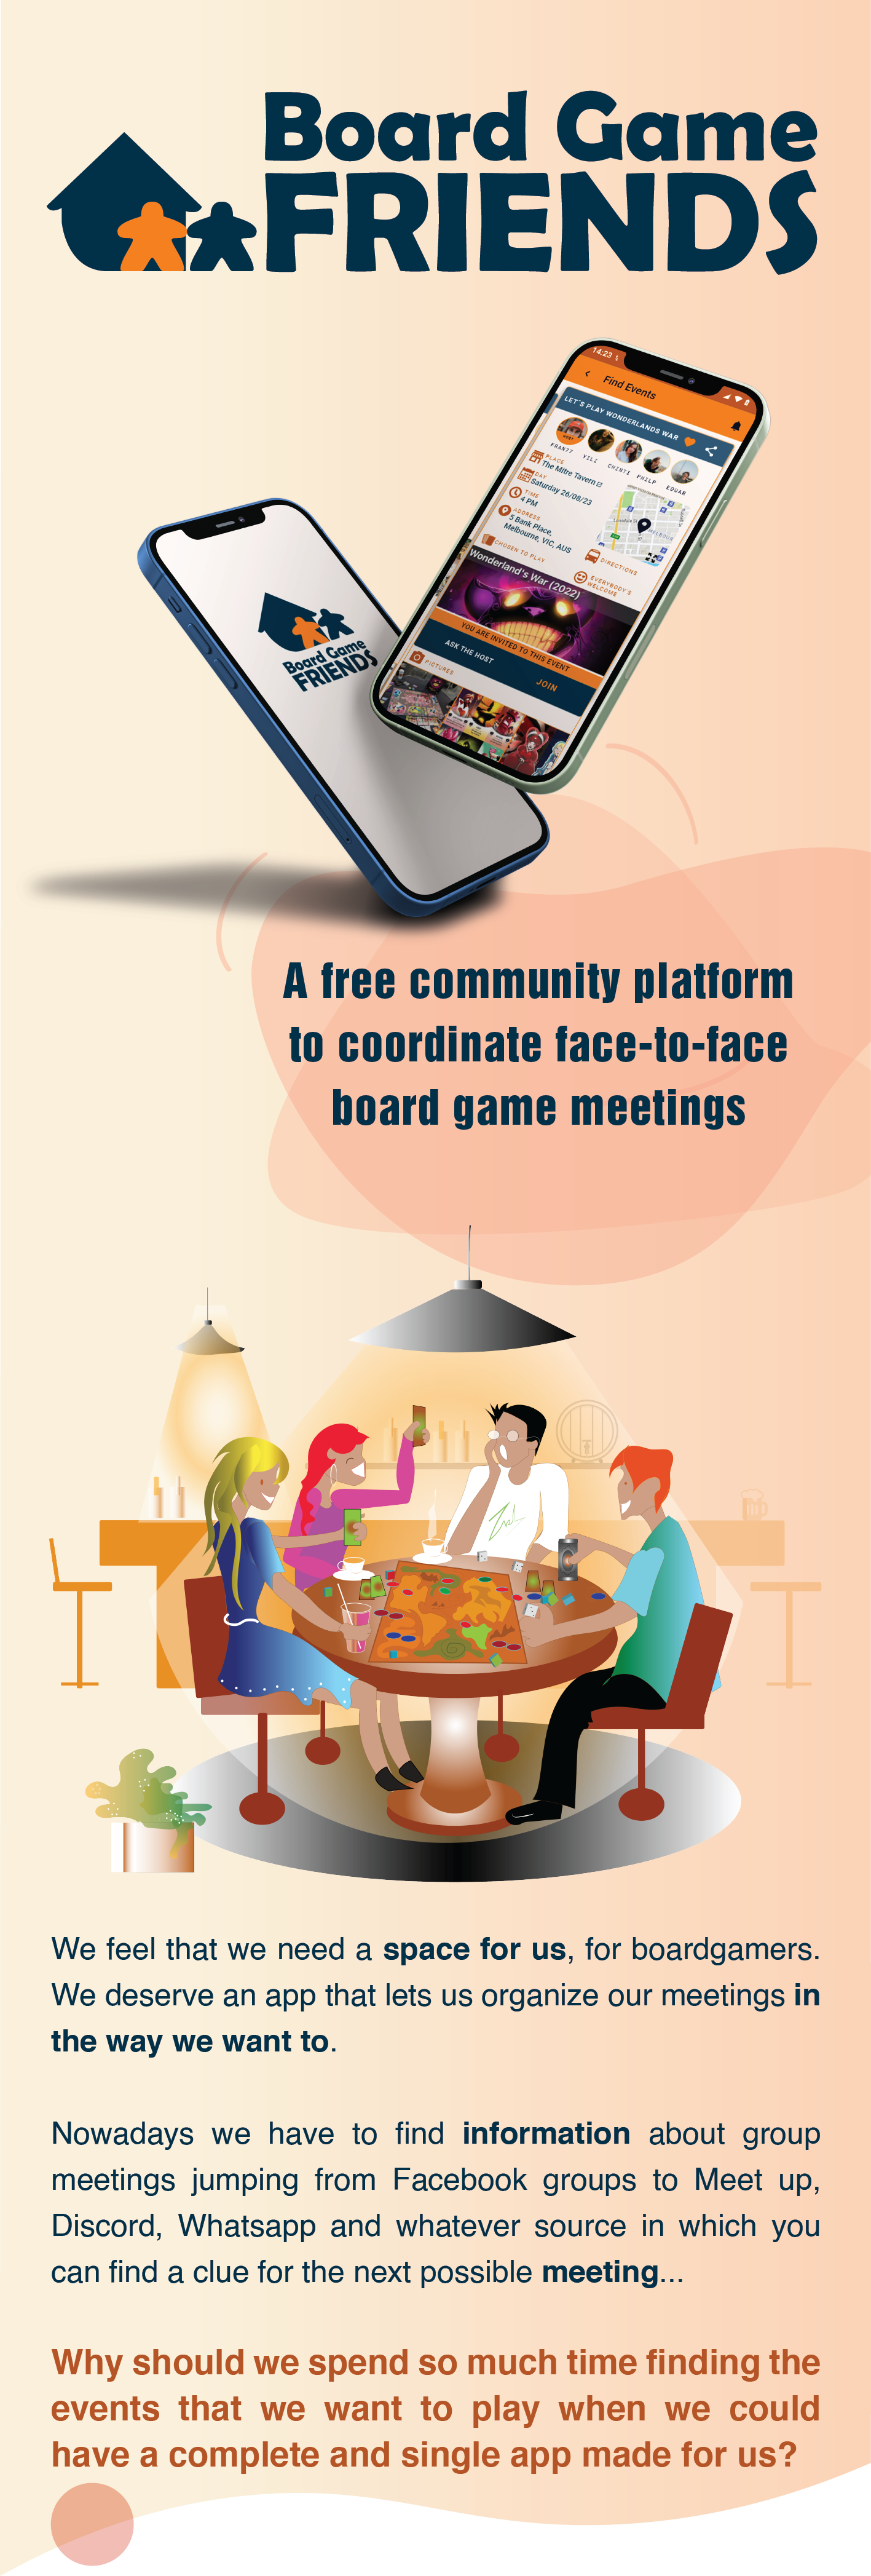 Board Game
FRIENDS
14:23
Find Events
LET'S PLAY WONDERLANDS WAR
HOST
FRAN77 YILI CHINTI PHILP EDUAR
PLACE
The Mitre Tavern
DAY
Saturday 26/08/23
TIME
4 PM
ADDRESS
5 Bank Place,
Melbourne, VIC, AUS
DIRECTIONS
CHOSEN TO PLAY
EVERYBODY'S
WELCOME
Wonderland's War (2022)
YOU ARE INVITED TO THIS EVENT
ASK THE HOST
JOIN
PICTURES
Board Game
FRIENDS
A free community platform
to coordinate face-to-face
board game meetings
We feel that we need a space for us, for boardgamers.
We deserve an app that lets us organize our meetings in
the way we want to.
Nowadays we have to find information about group
meetings jumping from Facebook groups to Meet up,
Discord, Whatsapp and whatever source in which you
can find a clue for the next possible meeting...
Why should we spend so much time finding the
events that we want to play when we could
have a complete and single app made for us?